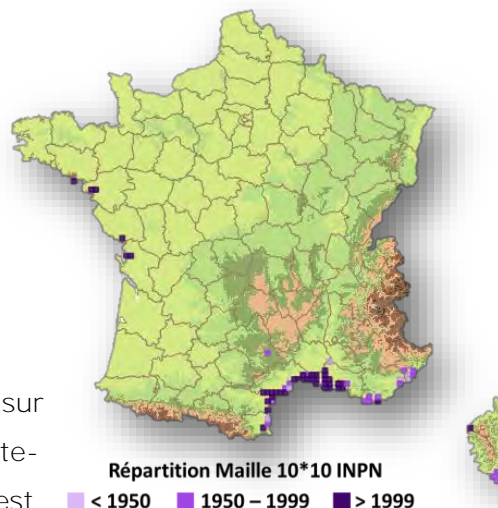 sur
te-
Répartition Maille 10*10 INPN
est
< 1950 1950 – 1999 > 1999